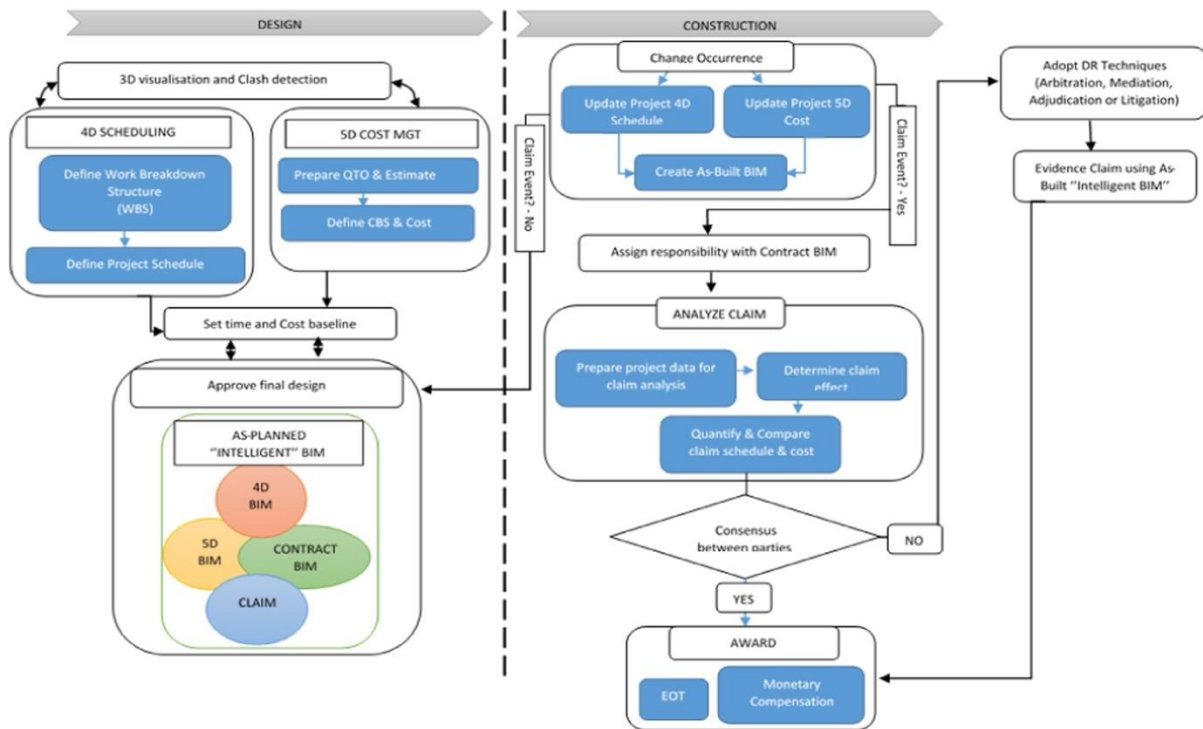 DESIGN
CONSTRUCTION
3D visualisation and Clash detection
4D SCHEDULING
Define Work Breakdown
Structure
(WBS)
Define Project Schedule
5D COST MGT
Prepare QTO & Estimate
Define CBS & Cost
Set time and Cost baseline
Approve final design
AS-PLANNED
“INTELLIGENT” BIM
4D
BIM
5D
BIM
CONTRACT
BIM
CLAIM
Claim Event? - No
Change Occurrence
Update Project 4D
Schedule
Update Project 5D
Cost
Create As-Built BIM
Claim Event? - Yes
Assign responsibility with Contract BIM
ANALYZE CLAIM
Prepare project data for
claim analysis
Determine claim
effect
Quantify & Compare
claim schedule & cost
Consensus
between parties
NO
YES
AWARD
EOT
Monetary
Compensation
Adopt DR Techniques
(Arbitration, Mediation,
Adjudication or Litigation)
Evidence Claim using As-
Built “Intelligent BIM”